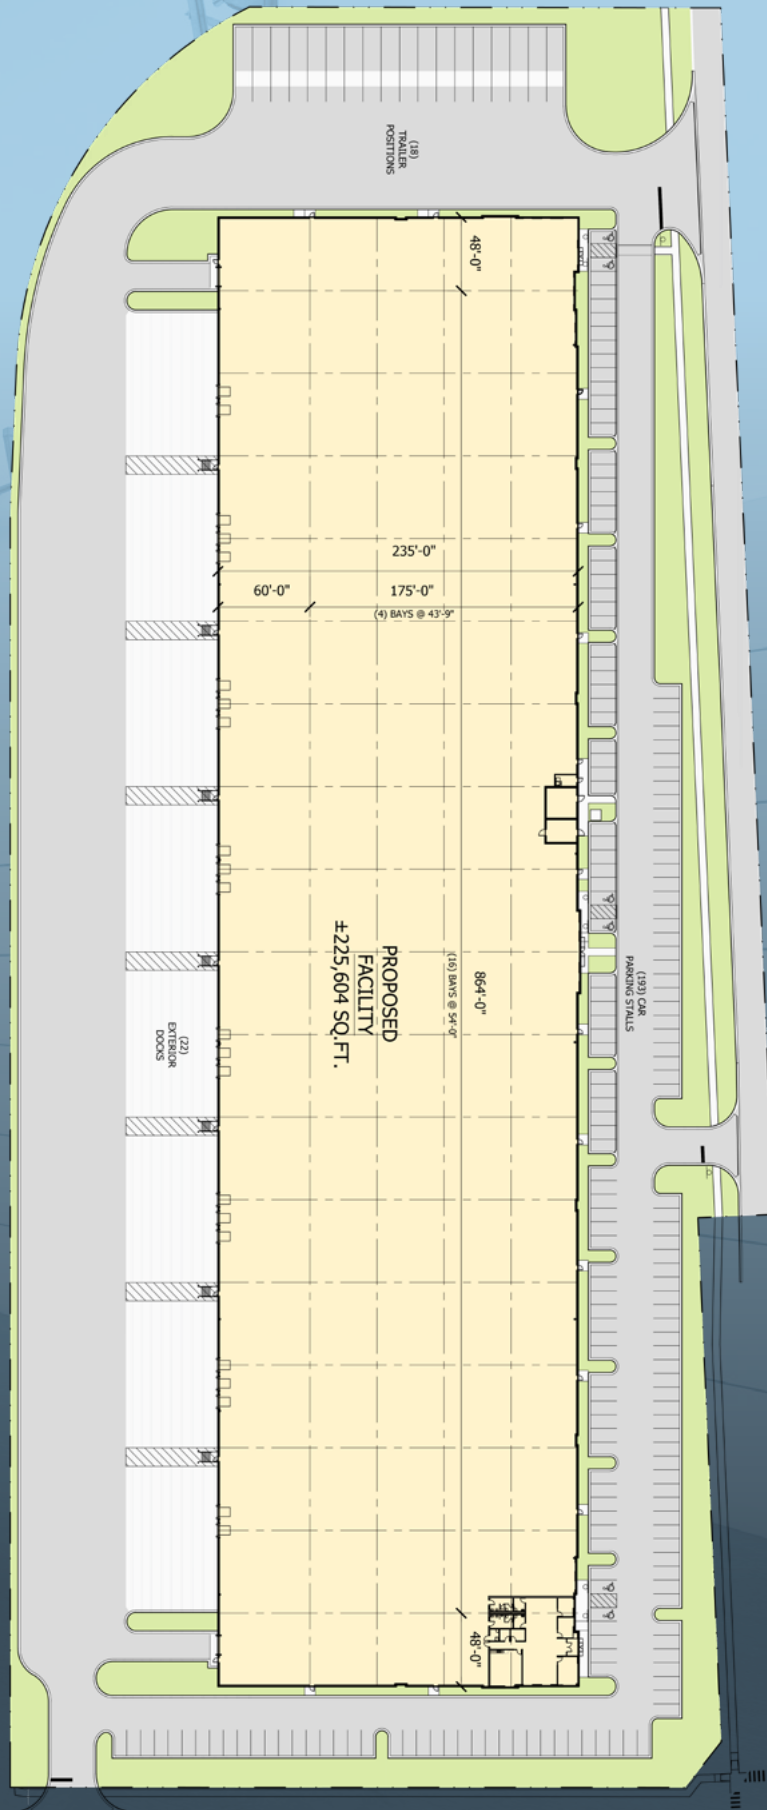 (18)
TRAILER
POSITIONS
48'-0"
235'-0"
60'-0"
175'-0"
(4) BAYS @ 43'-9"
PROPOSED
FACILITY
±225,604 SQ.FT.
864'-0"
(16) BAYS @ 54'-0"
(193) CAR
PARKING STALLS
(22)
EXTERIOR
DOCKS
48'-0"